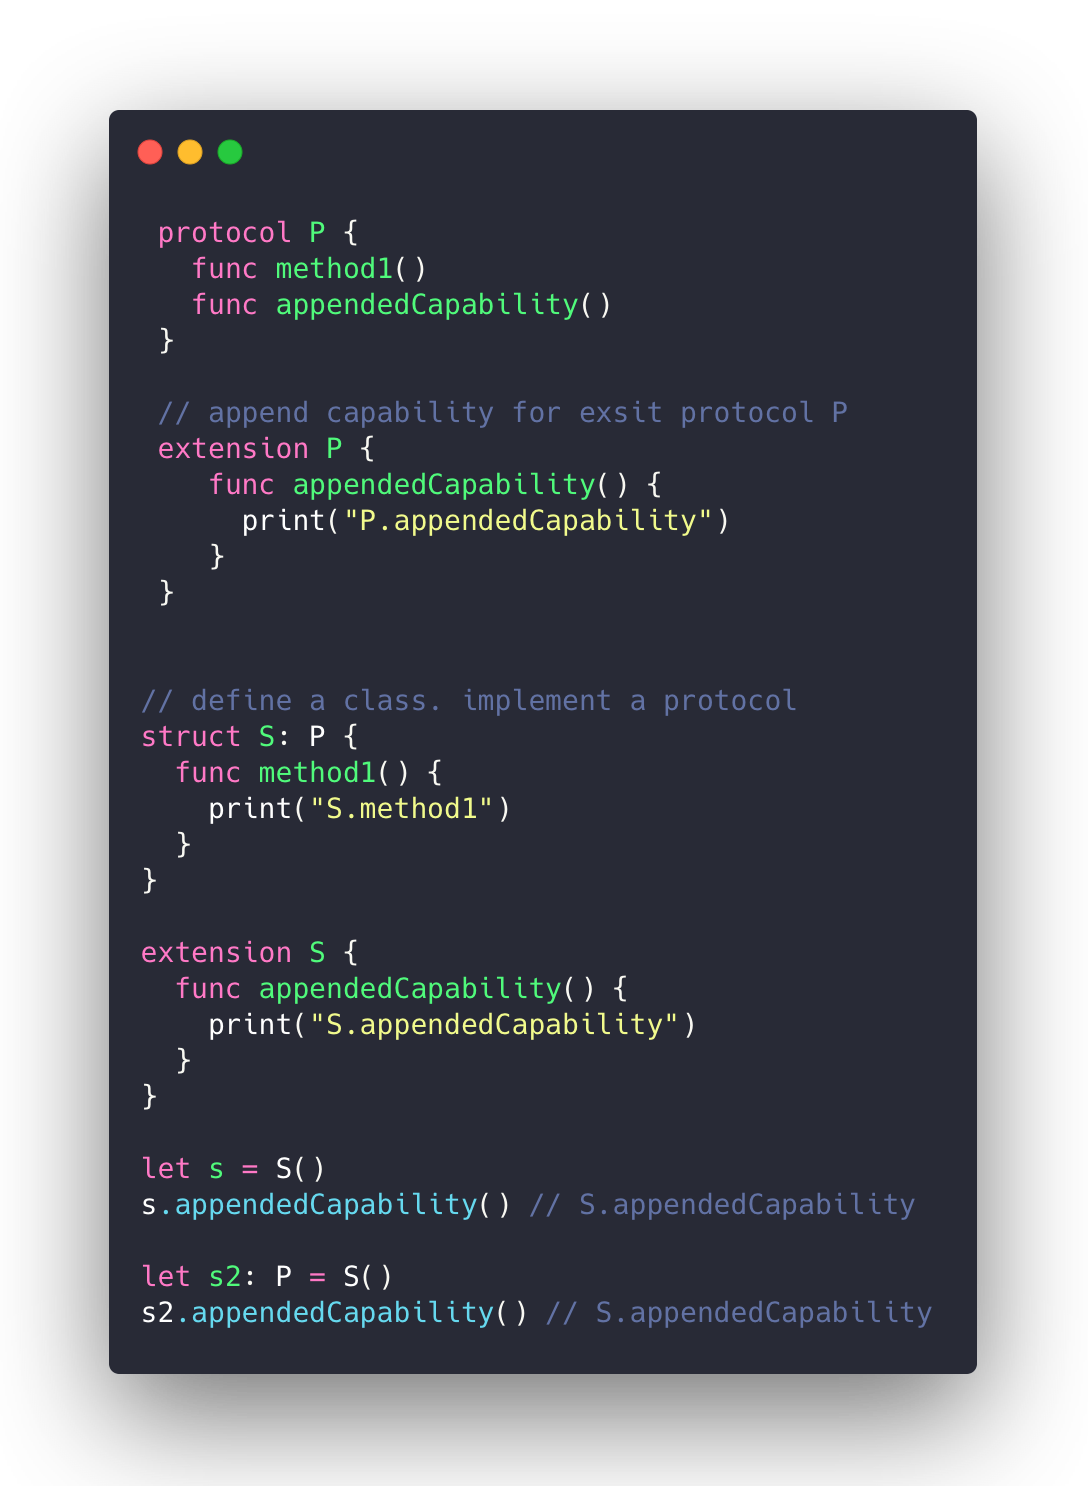 protocol P {
  func method1()
  func appendedCapability()
}
// append capability for exsit protocol P
extension P {
   func appendedCapability() {
     print("P.appendedCapability")
   }
}
// define a class. implement a protocol
struct S: P {
  func method1() {
    print("S.method1")
  }
}
extension S {
  func appendedCapability() {
    print("S.appendedCapability")
  }
}
let s = S()
s.appendedCapability() // S.appendedCapability
let s2: P = S()
s2.appendedCapability() // S.appendedCapability